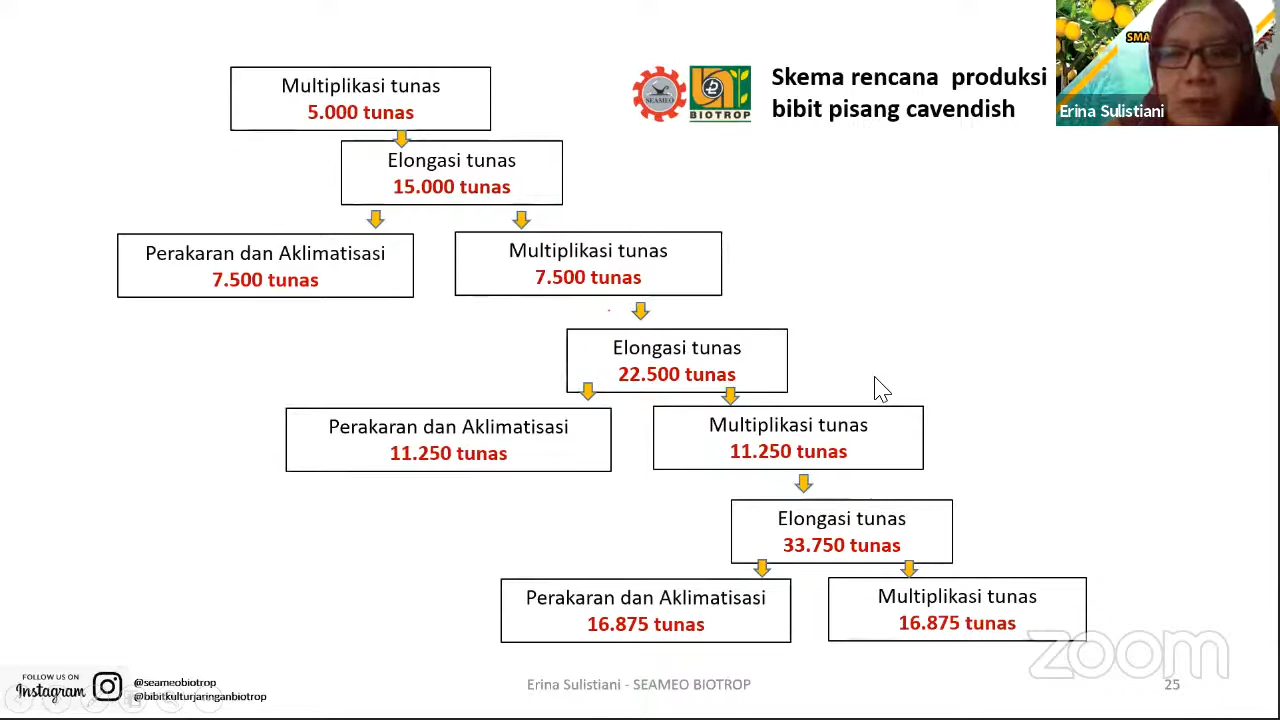 Skema rencana produksi
bibit pisang cavendish
SEAMEO
BIOTROP
SMA
Erina Sulistiani
Multiplikasi tunas
5.000 tunas
Elongasi tunas
15.000 tunas
Perakaran dan Aklimatisasi
7.500 tunas
Multiplikasi tunas
7.500 tunas
Elongasi tunas
22.500 tunas
Perakaran dan Aklimatisasi
11.250 tunas
Multiplikasi tunas
11.250 tunas
Elongasi tunas
33.750 tunas
Perakaran dan Aklimatisasi
16.875 tunas
Multiplikasi tunas
16.875 tunas
zoom
FOLLOW US ON
Instagram
@seameobiotrop
@bibitkulturjaringanbiotrop
Erina Sulistiani - SEAMEO BIOTROP
25